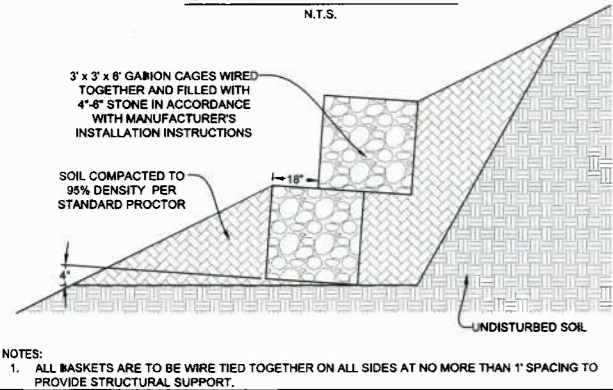 N.T.S.
3' x 3' x 6' GABION CAGES WIRED
TOGETHER AND FILLED WITH
4"-6" STONE IN ACCORDANCE
WITH MANUFACTURER'S
INSTALLATION INSTRUCTIONS
18"
SOIL COMPACTED TO
95% DENSITY PER
STANDARD PROCTOR
4"
UNDISTURBED SOIL
NOTES:
1. ALL BASKETS ARE TO BE WIRE TIED TOGETHER ON ALL SIDES AT NO MORE THAN 1' SPACING TO
PROVIDE STRUCTURAL SUPPORT.